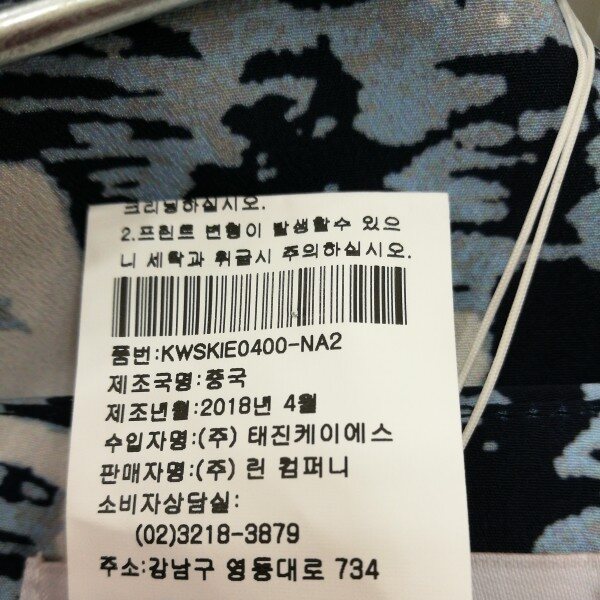 크리닝하십시오.
2.프린트 변형이 발생할수 있으
니 세탁과 취급시 주의하십시오.
품번:KWSKIE0400-NA2
제조국명:중국
제조년월:2018년 4월
수입자명:(주) 태진케이에스
판매자명:(주) 린 컴퍼니
소비자상담실:
(02)3218-3879
주소:강남구 영동대로 734